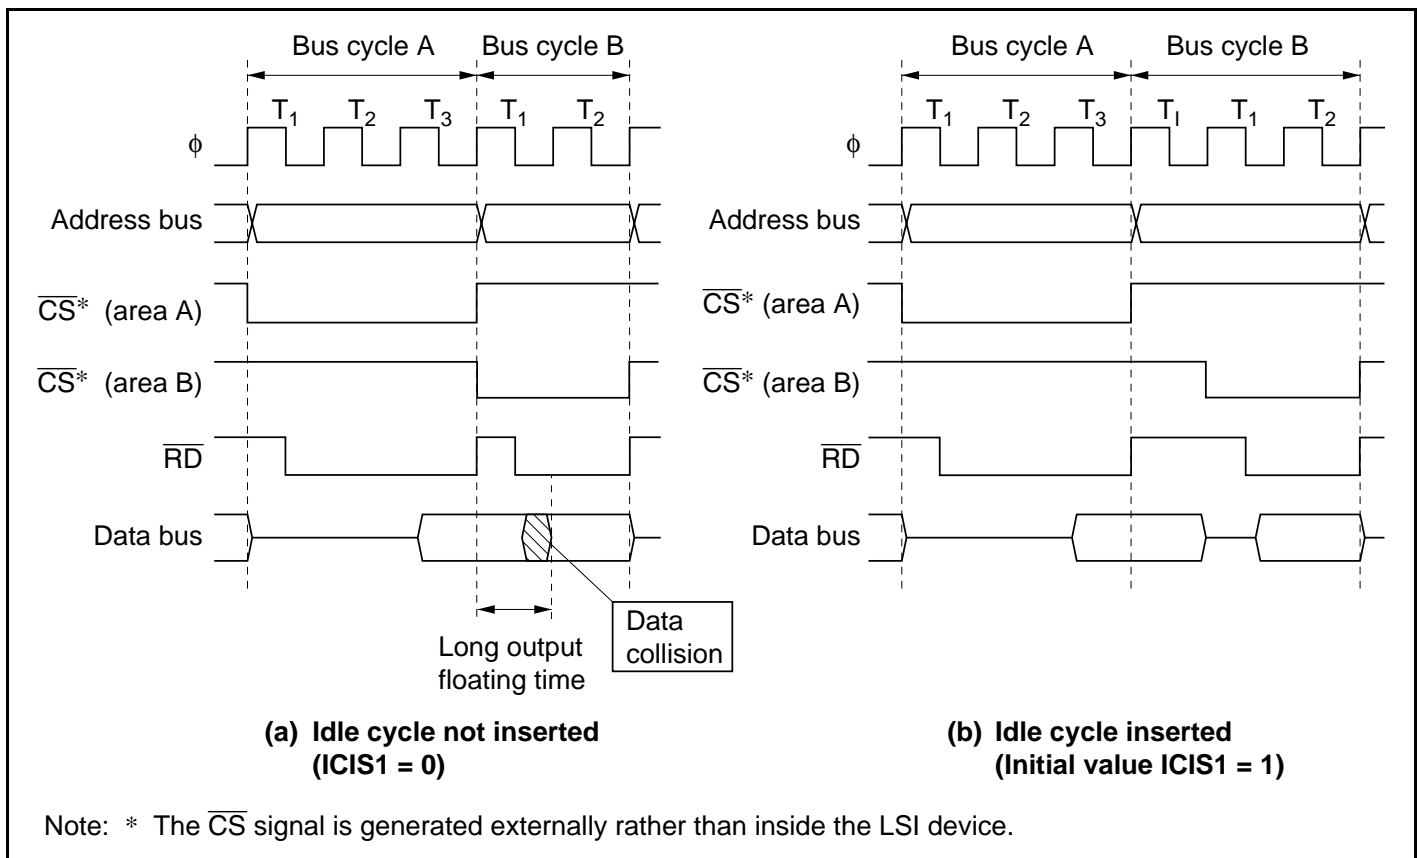 Bus cycle A Bus cycle B
T1 T2 T3 T1 T2
ϕ
Address bus
CS* (area A)
CS* (area B)
RD
Data bus
Long output
floating time
Data
collision
(a) Idle cycle not inserted
(ICIS1 = 0)
Bus cycle A Bus cycle B
T1 T2 T3 TI T1 T2
ϕ
Address bus
CS* (area A)
CS* (area B)
RD
Data bus
(b) Idle cycle inserted
(Initial value ICIS1 = 1)
Note: * The CS signal is generated externally rather than inside the LSI device.